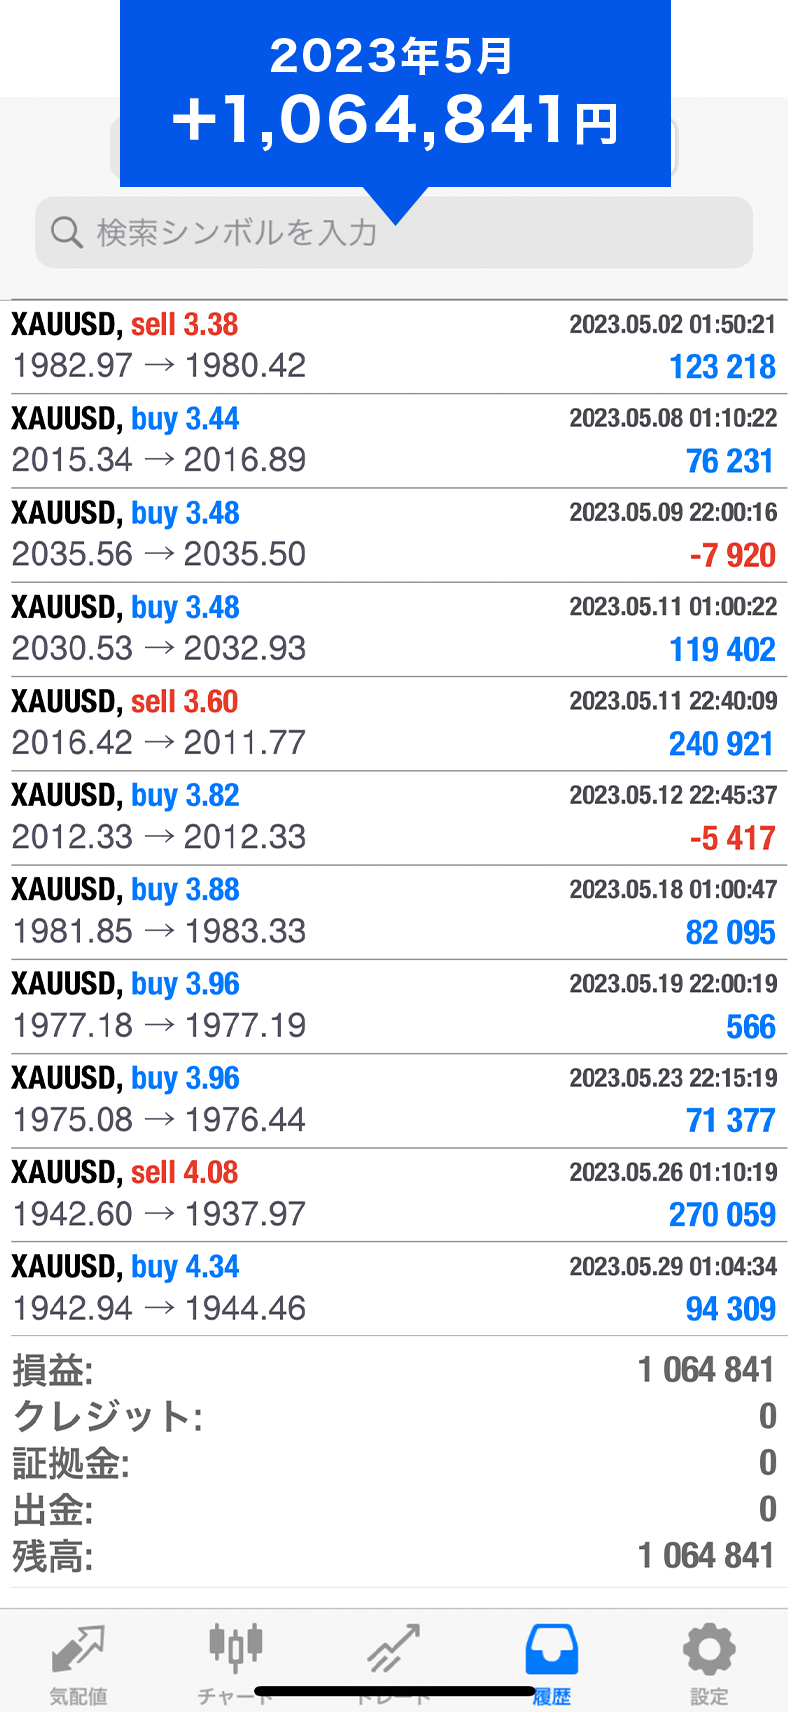 2023年5月
+1,064,841円
検索シンボルを入力
XAUUSD, sell 3.38 2023.05.02 01:50:21
1982.97 → 1980.42 123 218
XAUUSD, buy 3.44 2023.05.08 01:10:22
2015.34 → 2016.89 76 231
XAUUSD, buy 3.48 2023.05.09 22:00:16
2035.56 → 2035.50 -7 920
XAUUSD, buy 3.48 2023.05.11 01:00:22
2030.53 → 2032.93 119 402
XAUUSD, sell 3.60 2023.05.11 22:40:09
2016.42 → 2011.77 240 921
XAUUSD, buy 3.82 2023.05.12 22:45:37
2012.33 → 2012.33 -5 417
XAUUSD, buy 3.88 2023.05.18 01:00:47
1981.85 → 1983.33 82 095
XAUUSD, buy 3.96 2023.05.19 22:00:19
1977.18 → 1977.19 566
XAUUSD, buy 3.96 2023.05.23 22:15:19
1975.08 → 1976.44 71 377
XAUUSD, sell 4.08 2023.05.26 01:10:19
1942.60 → 1937.97 270 059
XAUUSD, buy 4.34 2023.05.29 01:04:34
1942.94 → 1944.46 94 309
損益: 1 064 841
クレジット: 0
証拠金: 0
出金: 0
残高: 1 064 841
気配値 チャート トレード 履歴 設定